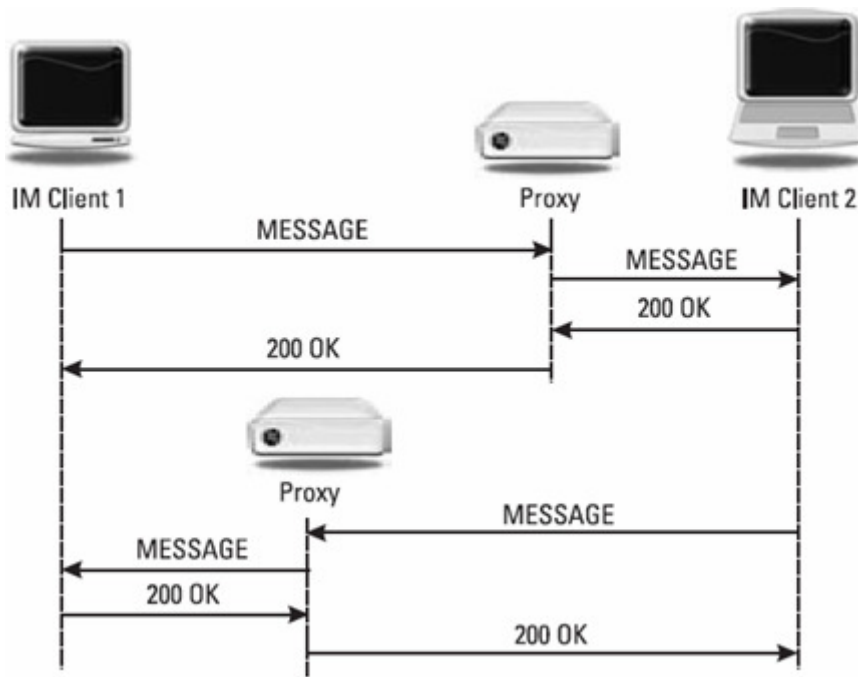 IM Client 1
Proxy
IM Client 2
MESSAGE
MESSAGE
200 OK
200 OK
Proxy
MESSAGE
MESSAGE
200 OK
200 OK